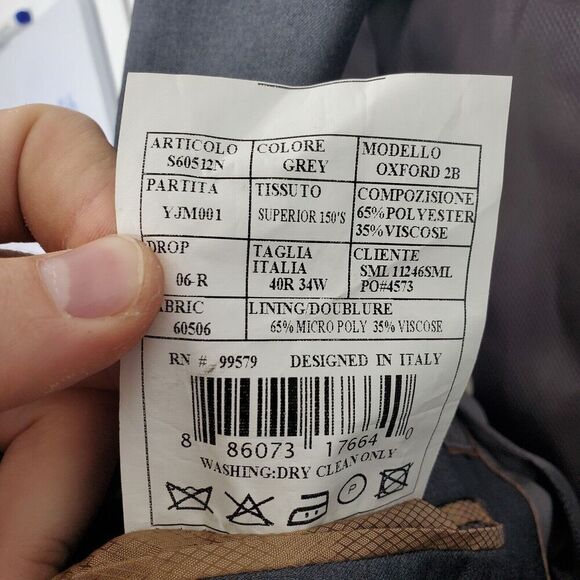 ARTICOLO COLORE MODELLO
S60512N GREY OXFORD 2B
PARTITA TISSUTO COMPOZISIONE
YJM001 SUPERIOR 150'S 65% POLYESTER
35% VISCOSE
DROP TAGLIA CLIENTE
ITALIA SML 11246SML
06-R 40R 34W PO#4573
ABRIC LINING/DOUBLURE
60506 65% MICRO POLY 35% VISCOSE
RN # 99579 DESIGNED IN ITALY
8 86073 17664 0
WASHING:DRY CLEAN ONLY
P